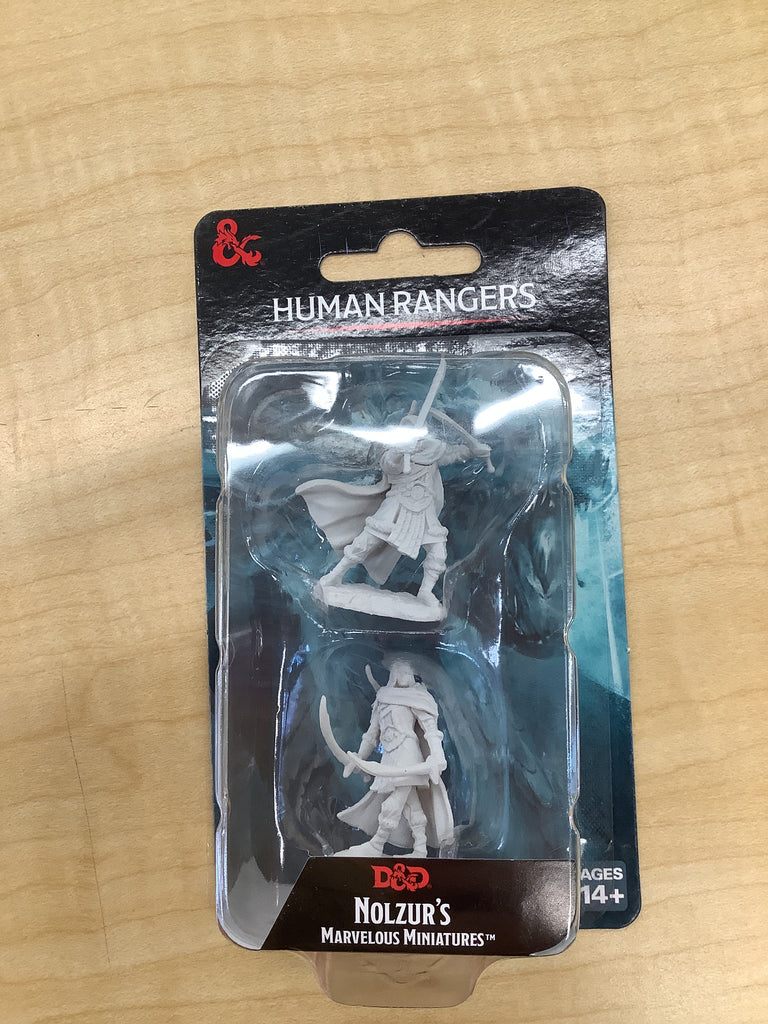 &
HUMAN RANGERS
AGES
14+
D&D
NOLZUR'S
MARVELOUS MINIATURES™